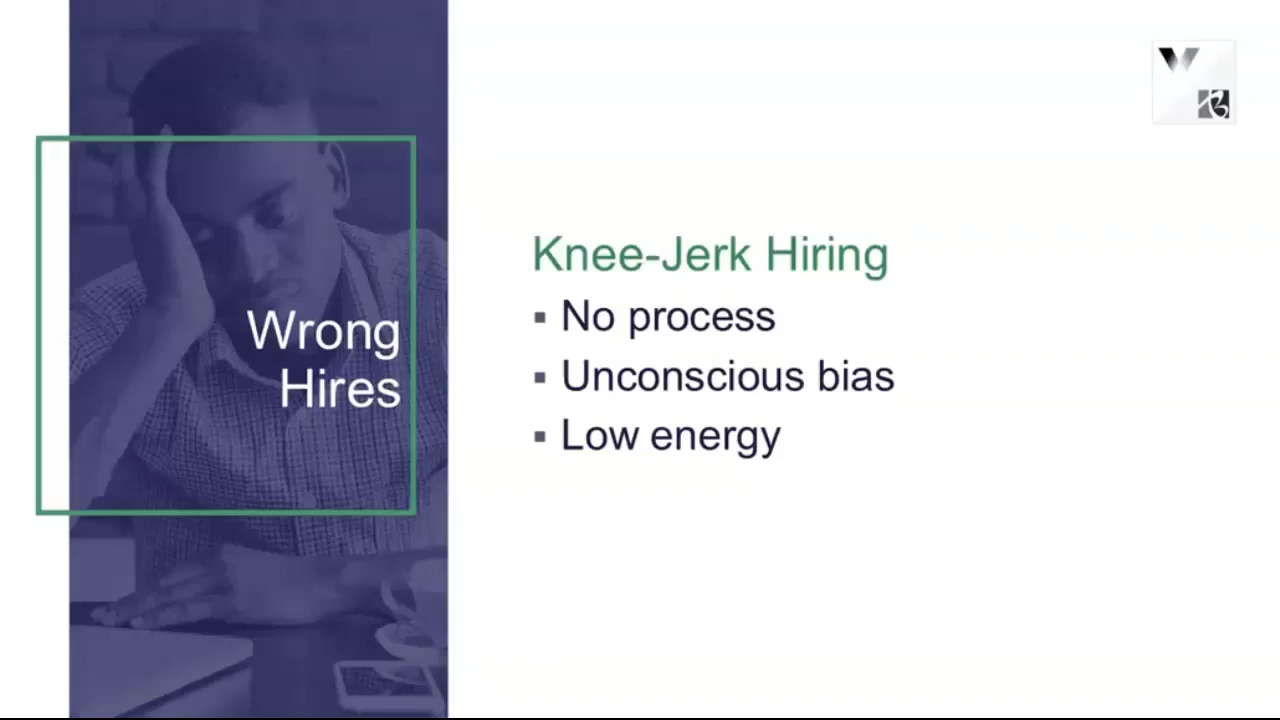 Wrong
Hires
Knee-Jerk Hiring
▪ No process
▪ Unconscious bias
▪ Low energy
W